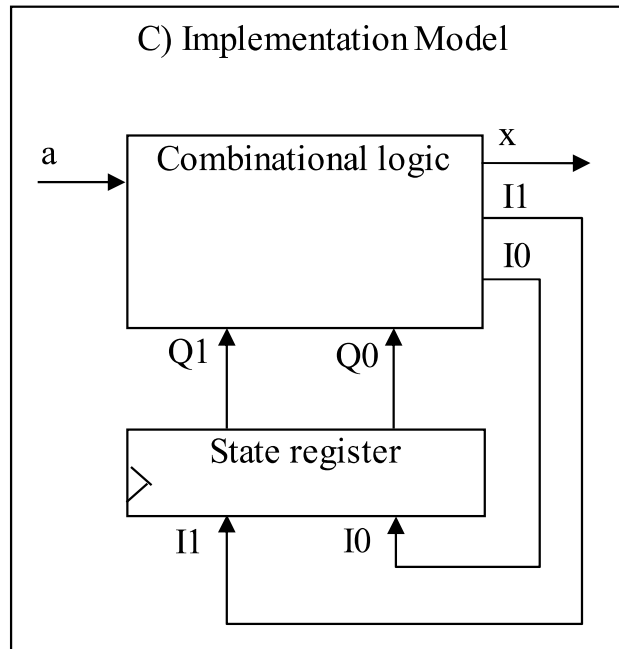 C) Implementation Model
a
Combinational logic
x
I1
I0
Q1
Q0
State register
I1
I0